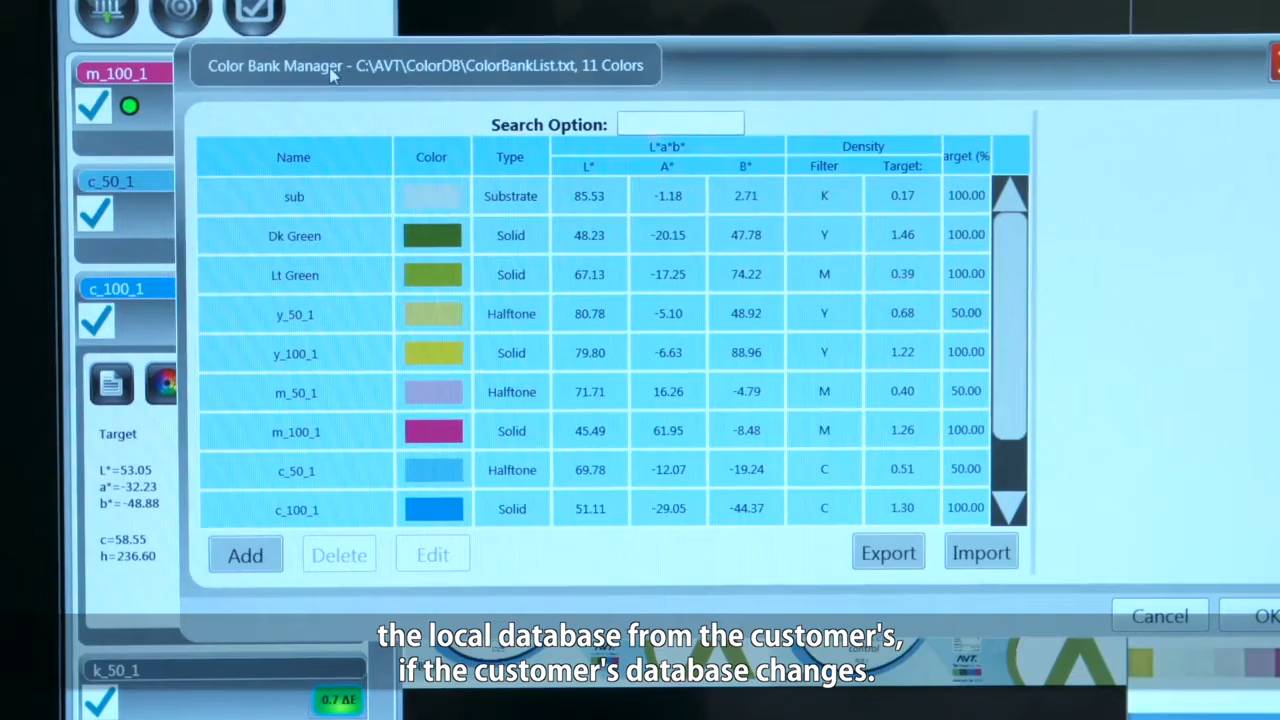 Color Bank Manager - C:\AVT\ColorDB\ColorBankList.txt, 11 Colors
m_100_1
c_50_1
c_100_1
Target
L*=53.05
a*=-32.23
b*=-48.88
c=58.55
h=236.60
k_50_1
0.7 ΔE
Search Option:
Name Color Type L*a*b* Density arget (%
L* A* B* Filter Target:
sub Substrate 85.53 -1.18 2.71 K 0.17 100.00
Dk Green Solid 48.23 -20.15 47.78 Y 1.46 100.00
Lt Green Solid 67.13 -17.25 74.22 M 0.39 100.00
y_50_1 Halftone 80.78 -5.10 48.92 Y 0.68 50.00
y_100_1 Solid 79.80 -6.63 88.96 Y 1.22 100.00
m_50_1 Halftone 71.71 16.26 -4.79 M 0.40 50.00
m_100_1 Solid 45.49 61.95 -8.48 M 1.26 100.00
c_50_1 Halftone 69.78 -12.07 -19.24 C 0.51 50.00
c_100_1 Solid 51.11 -29.05 -44.37 C 1.30 100.00
Add Delete Edit Export Import
Cancel OK
the local database from the customer's,
if the customer's database changes.
control
AVT